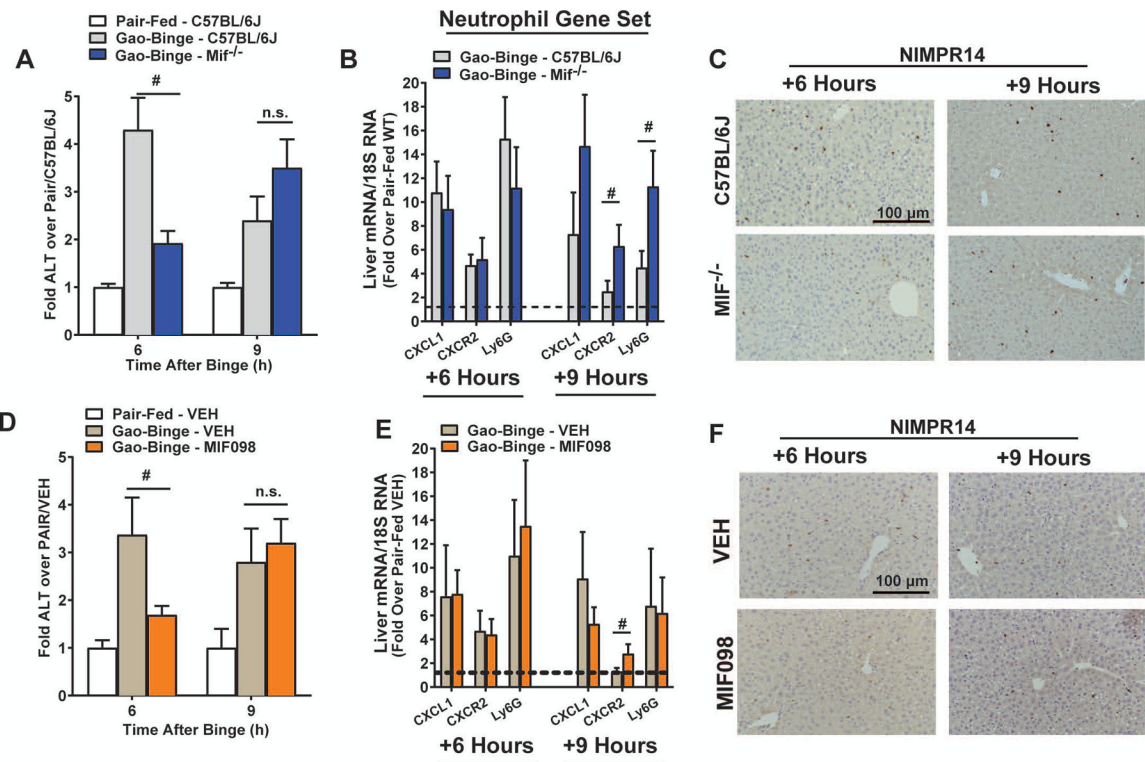 A
Pair-Fed - C57BL/6J
Gao-Binge - C57BL/6J
Gao-Binge - Mif-/-
Fold ALT over Pair/C57BL/6J
5
4
3
2
1
0
#
n.s.
6
9
Time After Binge (h)
Neutrophil Gene Set
B
Gao-Binge - C57BL/6J
Gao-Binge - Mif-/-
Liver mRNA/18S RNA
(Fold Over Pair-Fed WT)
20
18
16
14
12
10
8
6
4
2
0
#
#
CXCL1
CXCR2
Ly6G
CXCL1
CXCR2
Ly6G
+6 Hours
+9 Hours
C
NIMPR14
+6 Hours
+9 Hours
C57BL/6J
100 µm
MIF-/-
D
Pair-Fed - VEH
Gao-Binge - VEH
Gao-Binge - MIF098
Fold ALT over PAIR/VEH
5
4
3
2
1
0
#
n.s.
6
9
Time After Binge (h)
E
Gao-Binge - VEH
Gao-Binge - MIF098
Liver mRNA/18S RNA
(Fold Over Pair-Fed VEH)
20
18
16
14
12
10
8
6
4
2
0
#
CXCL1
CXCR2
Ly6G
CXCL1
CXCR2
Ly6G
+6 Hours
+9 Hours
F
NIMPR14
+6 Hours
+9 Hours
VEH
100 µm
MIF098